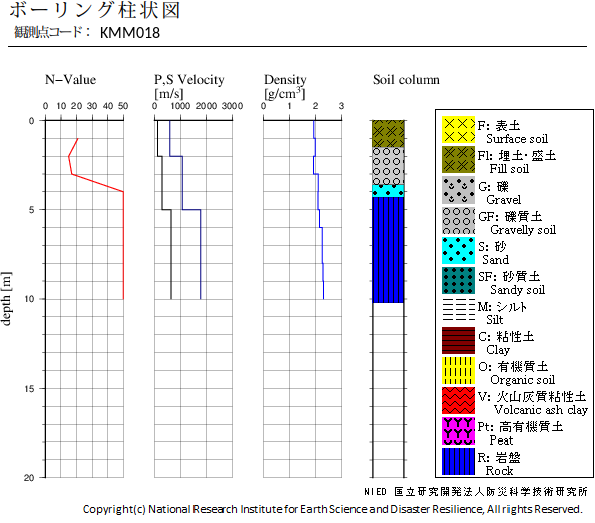 ボーリング柱状図
観測点コード： KMM018
N-Value
0 10 20 30 40 50
P,S Velocity
[m/s]
0 1000 2000 3000
Density
[g/cm3]
0 1 2 3
Soil column
0
5
10
15
20
depth [m]
F: 表土
Surface soil
Fl: 埋土・盛土
Fill soil
G: 礫
Gravel
GF: 礫質土
Gravelly soil
S: 砂
Sand
SF: 砂質土
Sandy soil
M: シルト
Silt
C: 粘性土
Clay
O: 有機質土
Organic soil
V: 火山灰質粘性土
Volcanic ash clay
Pt: 高有機質土
Peat
R: 岩盤
Rock
NIED 国立研究開発法人防災科学技術研究所
Copyright(c) National Research Institute for Earth Science and Disaster Resilience, All rights Reserved.